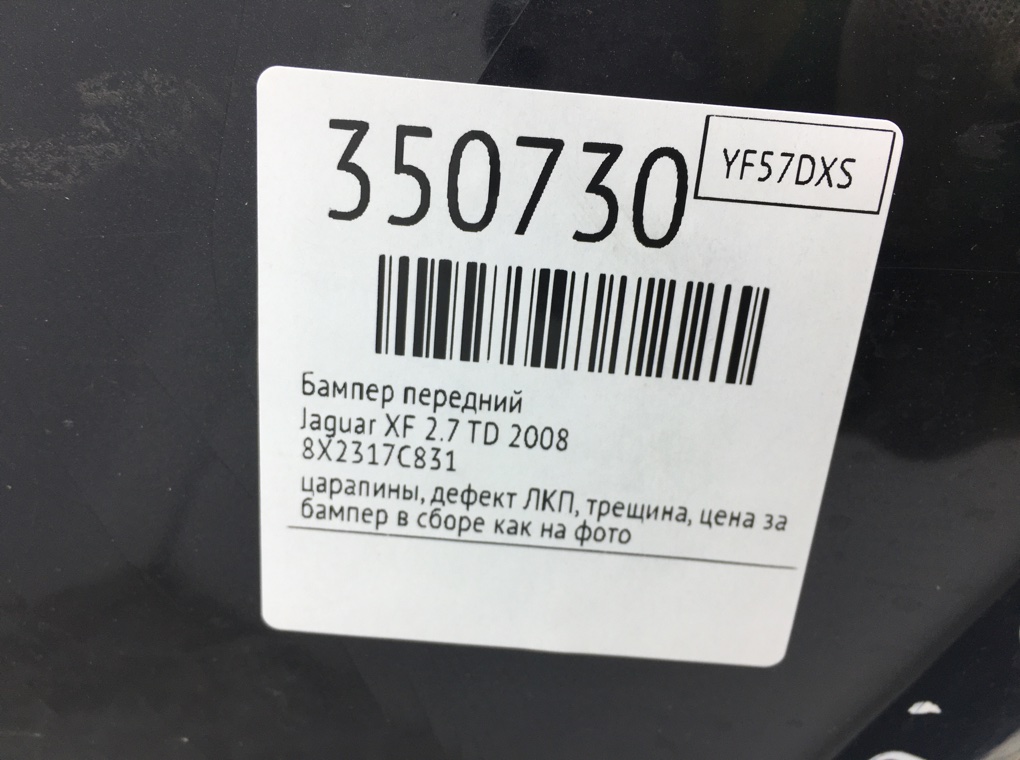 350730
YF57DXS
Бампер передний
Jaguar XF 2.7 TD 2008
8X2317C831
царапины, дефект ЛКП, трещина, цена за
бампер в сборе как на фото